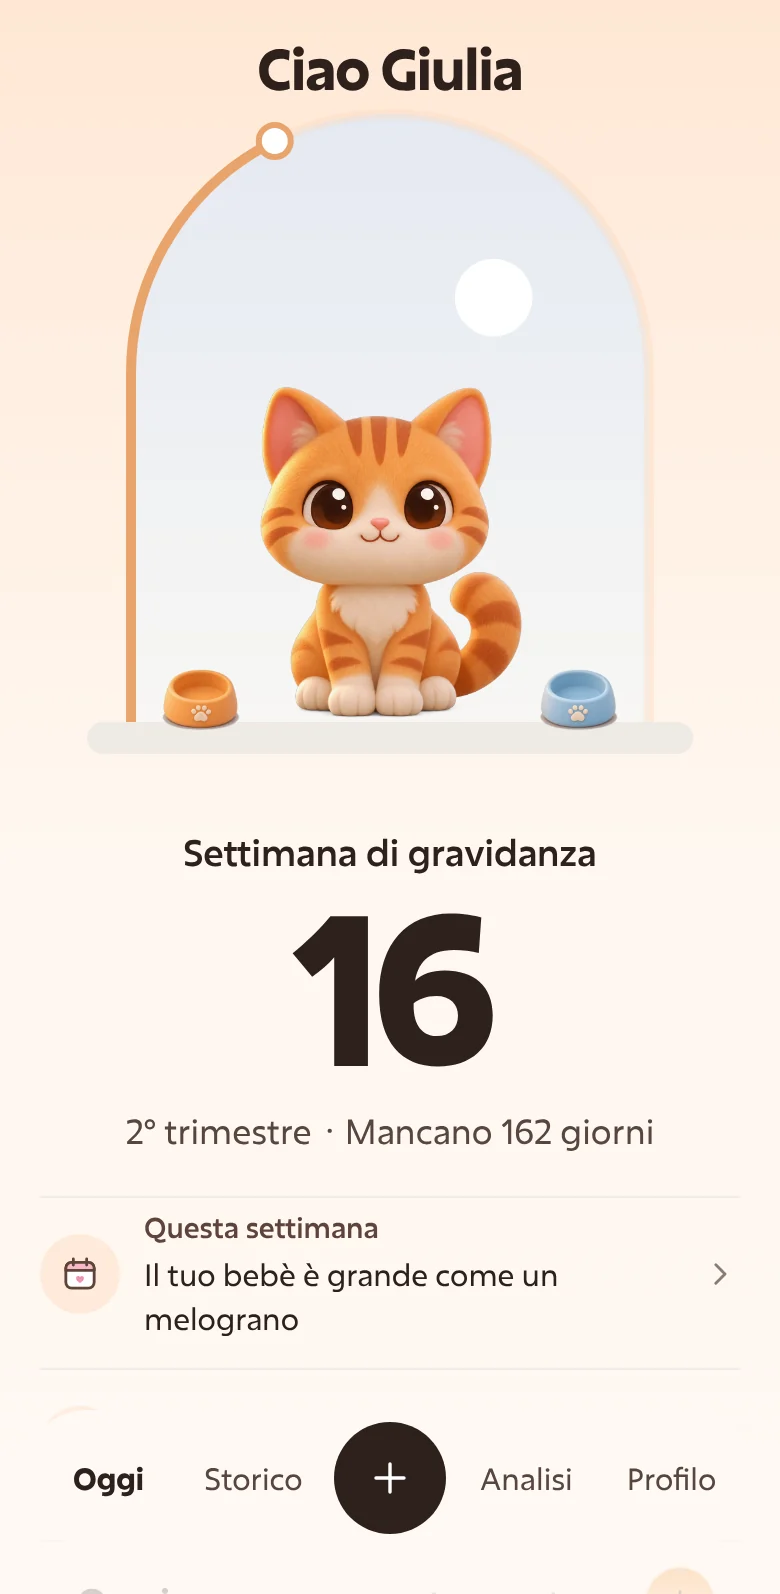 Ciao Giulia
Settimana di gravidanza
16
2° trimestre · Mancano 162 giorni
Questa settimana
Il tuo bebè è grande come un
melograno
Oggi
Storico
Analisi
Profilo